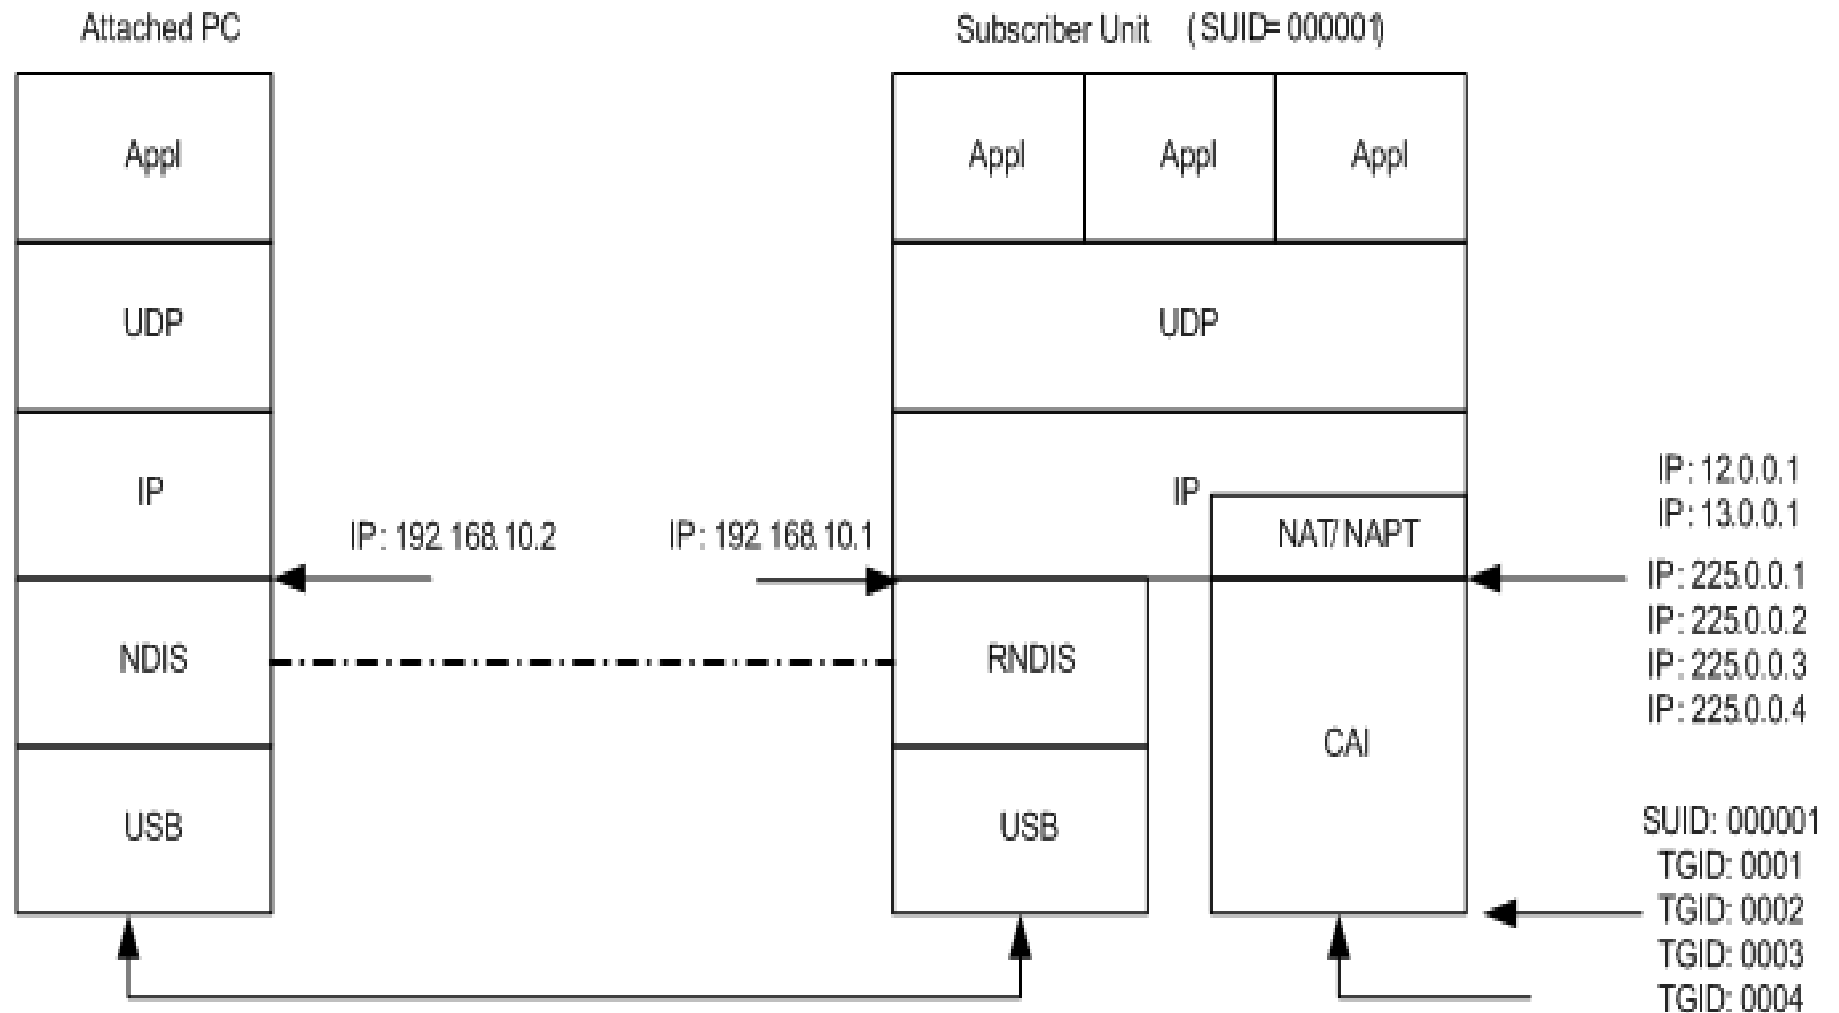 Attached PC
Subscriber Unit (SUID=000001)
Appl
Appl Appl Appl
UDP
UDP
IP
IP
NAT/NAPT
IP: 192.168.10.2
IP: 192.168.10.1
IP: 12.0.0.1
IP: 13.0.0.1
IP: 225.0.0.1
IP: 225.0.0.2
IP: 225.0.0.3
IP: 225.0.0.4
NDIS
RNDIS
CAI
USB
USB
SUID: 000001
TGID: 0001
TGID: 0002
TGID: 0003
TGID: 0004